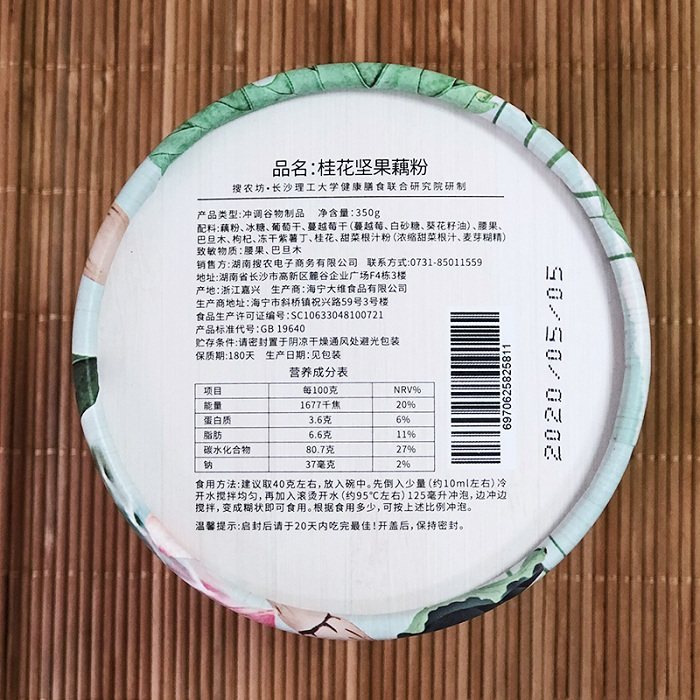 品名:桂花坚果藕粉
搜农坊•长沙理工大学健康膳食联合研究院研制
产品类型:冲调谷物制品 净含量:350g
配料:藕粉、冰糖、葡萄干、蔓越莓干(蔓越莓、白砂糖、葵花籽油)、腰果、
巴旦木、枸杞、冻干紫薯丁、桂花、甜菜根汁粉(浓缩甜菜根汁、麦芽糊精)
致敏物质:腰果、巴旦木
销售方:湖南搜农电子商务有限公司 联系方式:0731-85011559
地址:湖南省长沙市高新区麓谷企业广场F4栋3楼
产地:浙江嘉兴 生产商:海宁大维食品有限公司
生产商地址:海宁市斜桥镇祝兴路59号3号楼
食品生产许可证编号:SC10633048100721
产品标准代号:GB 19640
贮存条件:请密封置于阴凉干燥通风处避光包装
保质期:180天 生产日期:见包装
营养成分表
项目 每100克 NRV%
能量 1677千焦 20%
蛋白质 3.6克 6%
脂肪 6.6克 11%
碳水化合物 80.7克 27%
钠 37毫克 2%
食用方法:建议取40克左右,放入碗中。先倒入少量(约10ml左右)冷
开水搅拌均匀,再加入滚烫开水(约95℃左右)125毫升冲泡,边冲边
搅拌,变成糊状即可食用。根据食用多少,可按上述比例冲泡。
温馨提示:启封后请于20天内吃完最佳!开盖后,保持密封。
6970625825811
2020/05/05